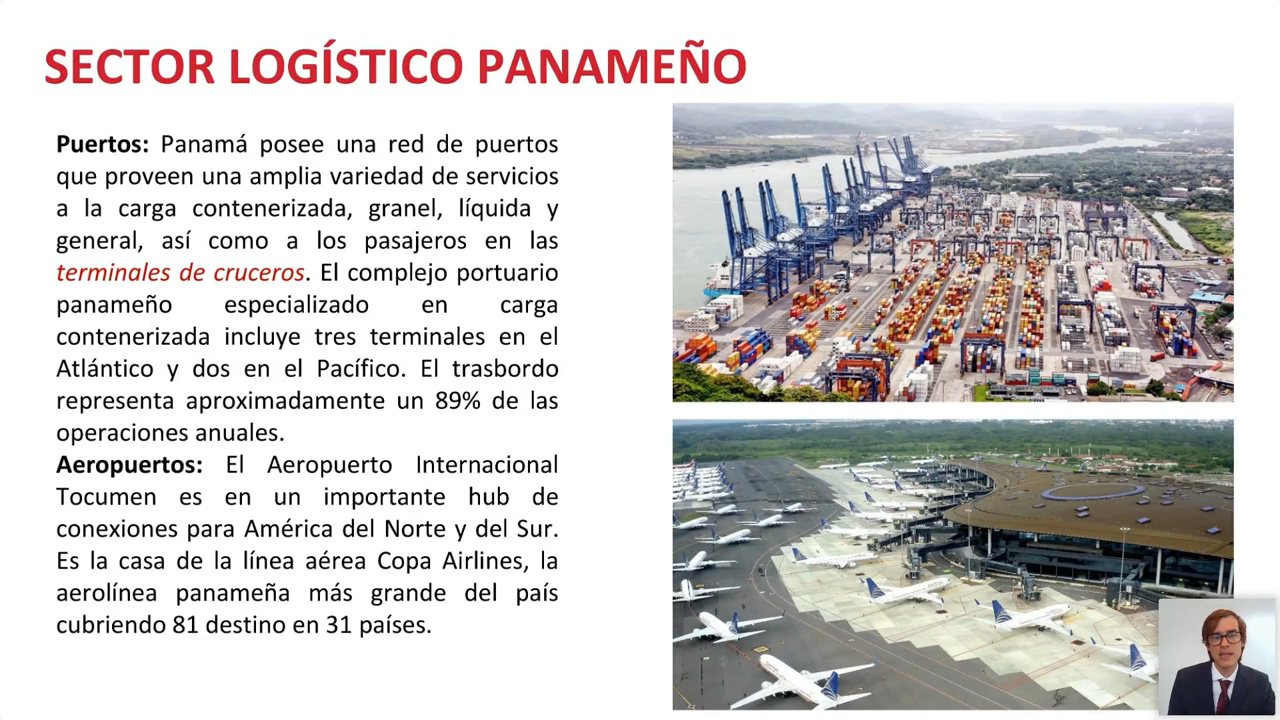 SECTOR LOGÍSTICO PANAMEÑO
Puertos: Panamá posee una red de puertos
que proveen una amplia variedad de servicios
a la carga contenerizada, granel, líquida y
general, así como a los pasajeros en las
terminales de cruceros. El complejo portuario
panameño especializado en carga
contenerizada incluye tres terminales en el
Atlántico y dos en el Pacífico. El trasbordo
representa aproximadamente un 89% de las
operaciones anuales.
Aeropuertos: El Aeropuerto Internacional
Tocumen es en un importante hub de
conexiones para América del Norte y del Sur.
Es la casa de la línea aérea Copa Airlines, la
aerolínea panameña más grande del país
cubriendo 81 destino en 31 países.